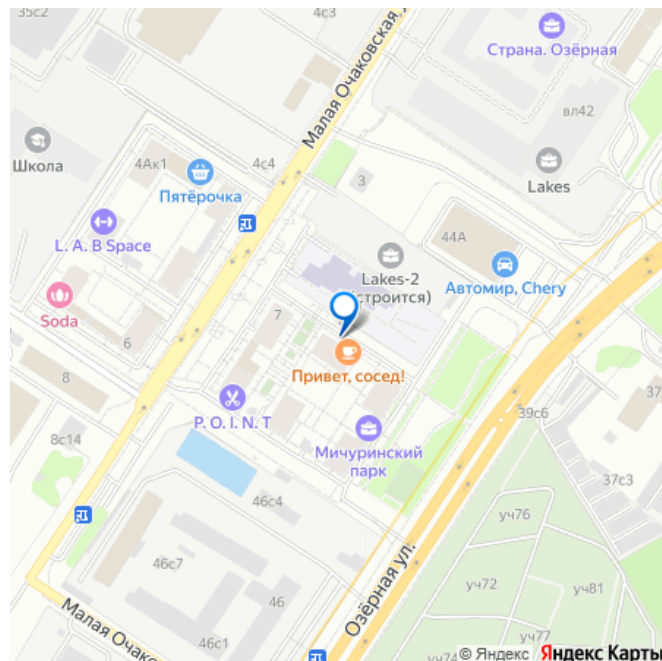 35с2
4с3
Малая Очаковская
Страна. Озёрная
вл42
Школа
4Ак1
4с4
Пятёрочка
3
Lakes
L. A. B Space
44А
Lakes-2
(строится)
Автомир, Chery
Soda
6
7
Привет, сосед!
8
P. O. I. N. T
Мичуринский
парк
39с6
37
8с14
37с3
46с4
уч76
46с7
Озёрная ул.
уч72
уч81
46
Малая Очако
46с1
уч74
уч77
© Яндекс Яндекс Карты